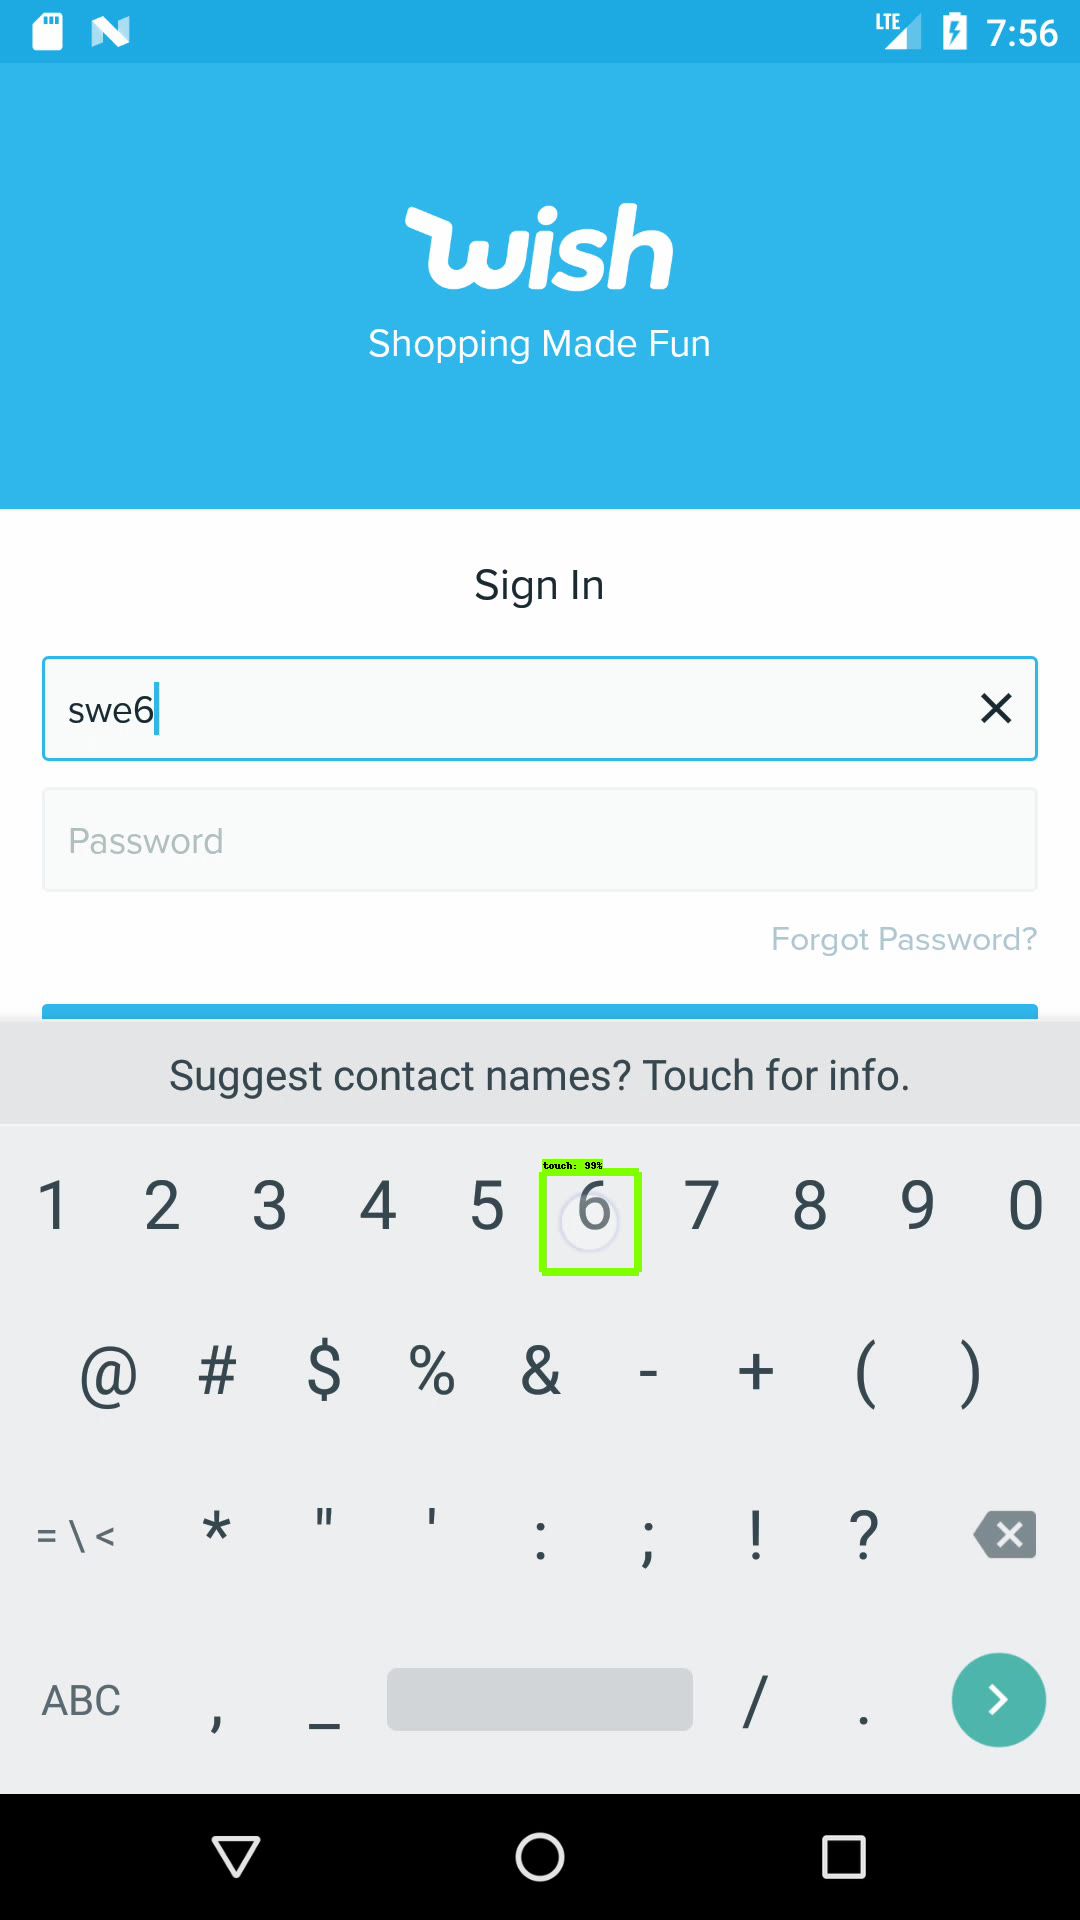 LTE 7:56
wish
Shopping Made Fun
Sign In
swe6
Password
Forgot Password?
Suggest contact names? Touch for info.
touch: 99%
1 2 3 4 5 6 7 8 9 0
@ # $ % & - + ( )
= \ < * " ' : ; ! ?
ABC , _ / .